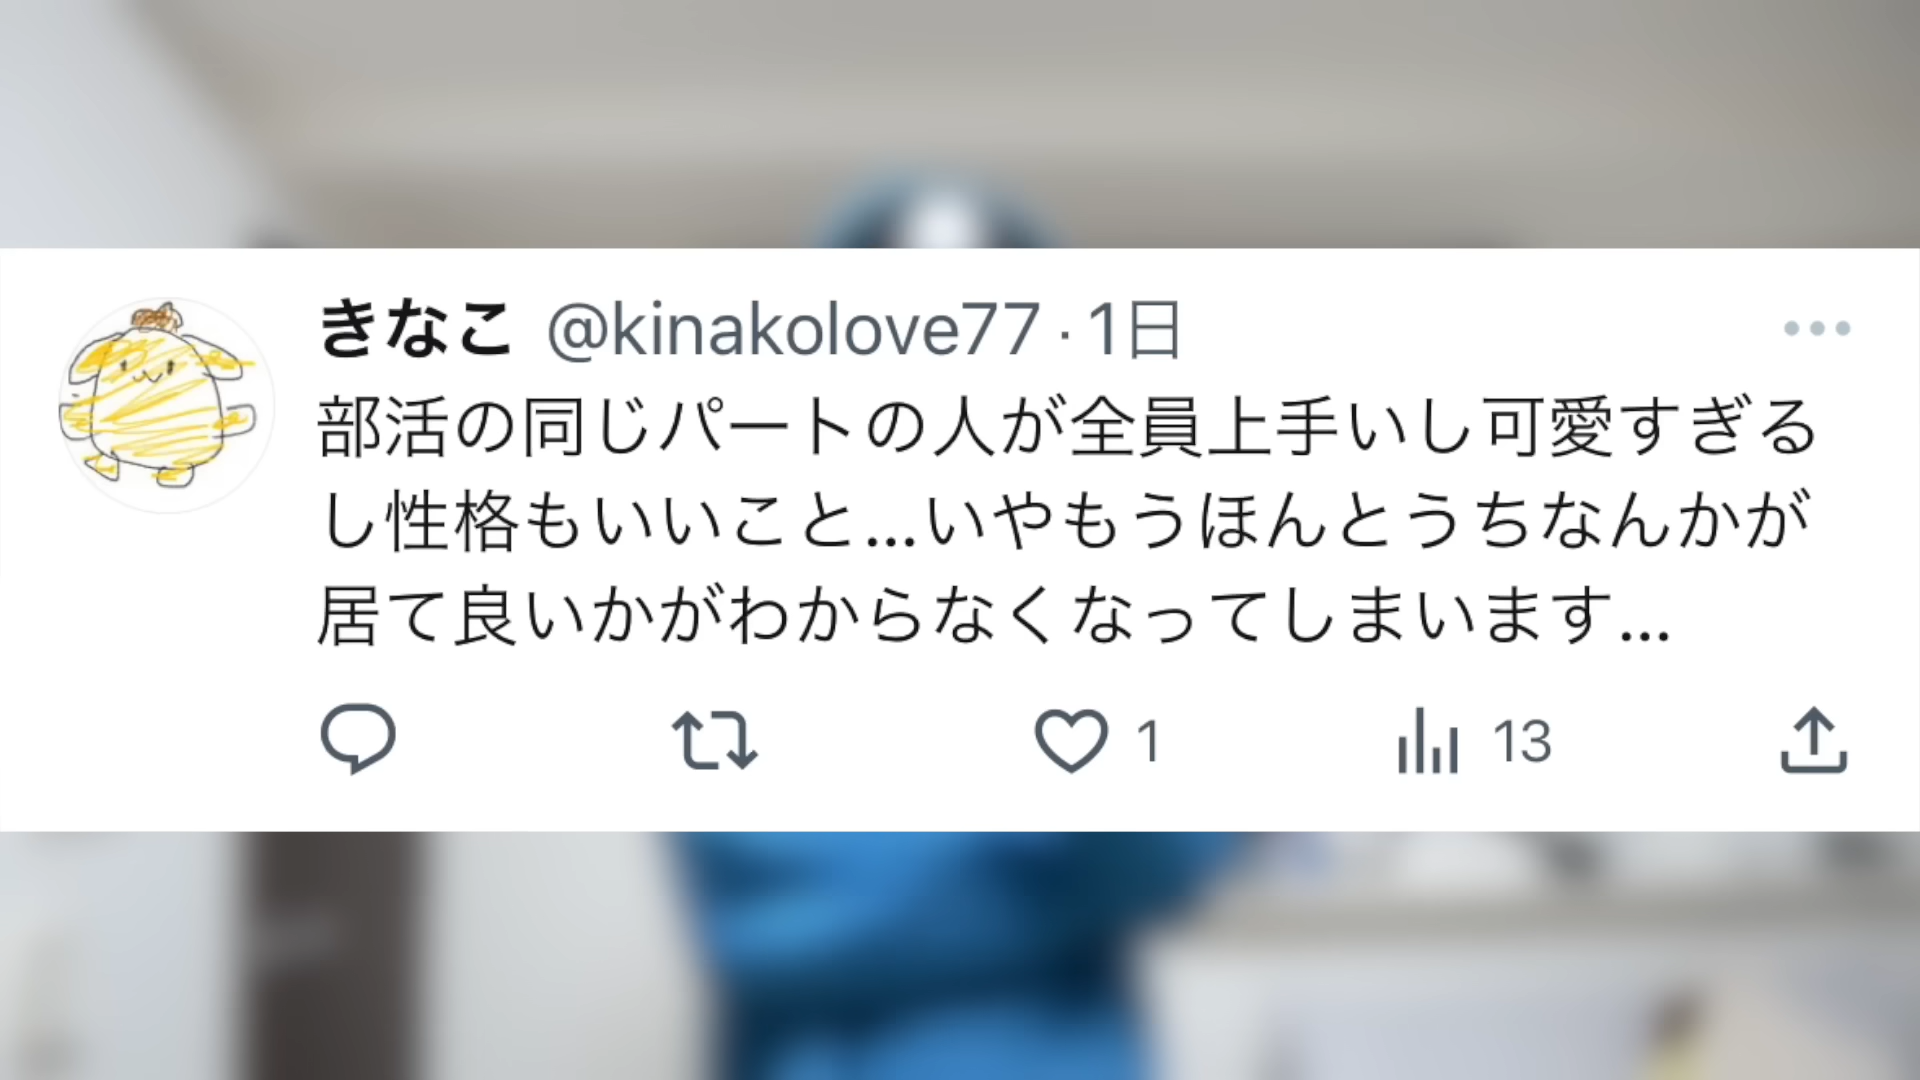 きなこ @kinakolove77・1日
部活の同じパートの人が全員上手いし可愛すぎる
し性格もいいこと...いやもうほんとうちなんかが
居て良いかがわからなくなってしまいます...
1 13